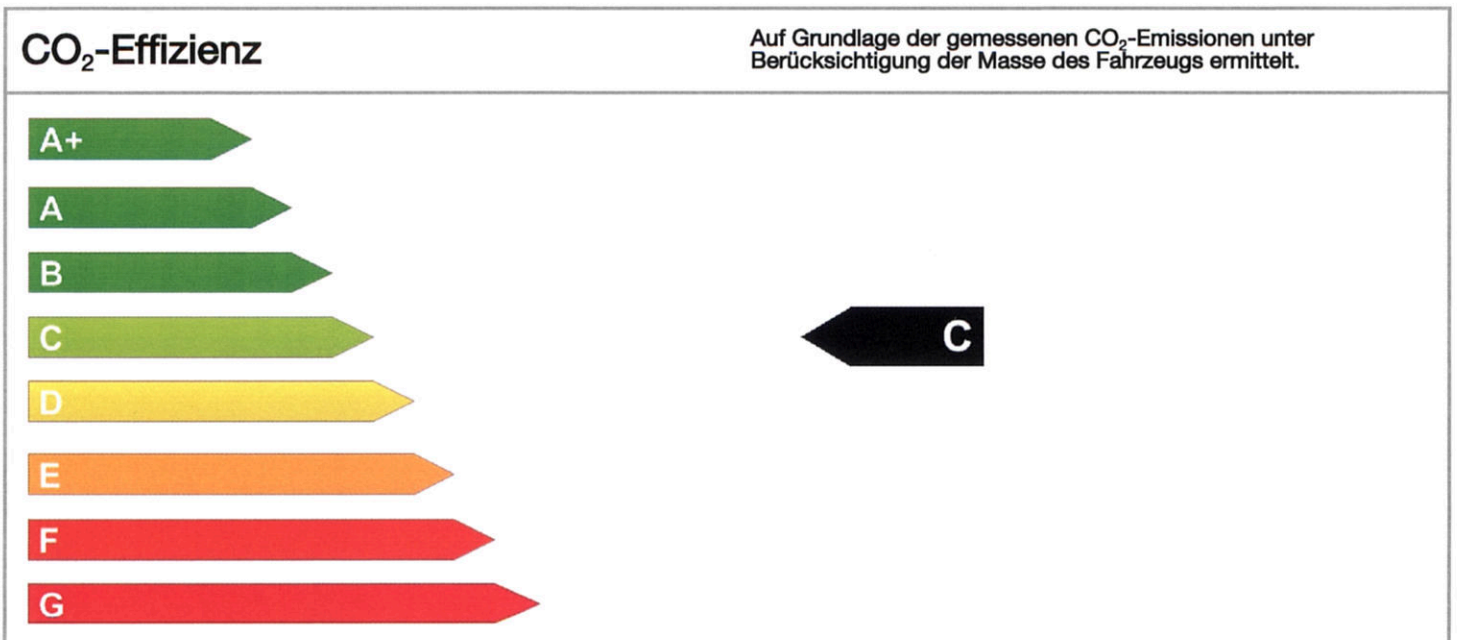 CO₂-Effizienz
Auf Grundlage der gemessenen CO₂-Emissionen unter
Berücksichtigung der Masse des Fahrzeugs ermittelt.
A+
A
B
C
C
D
E
F
G